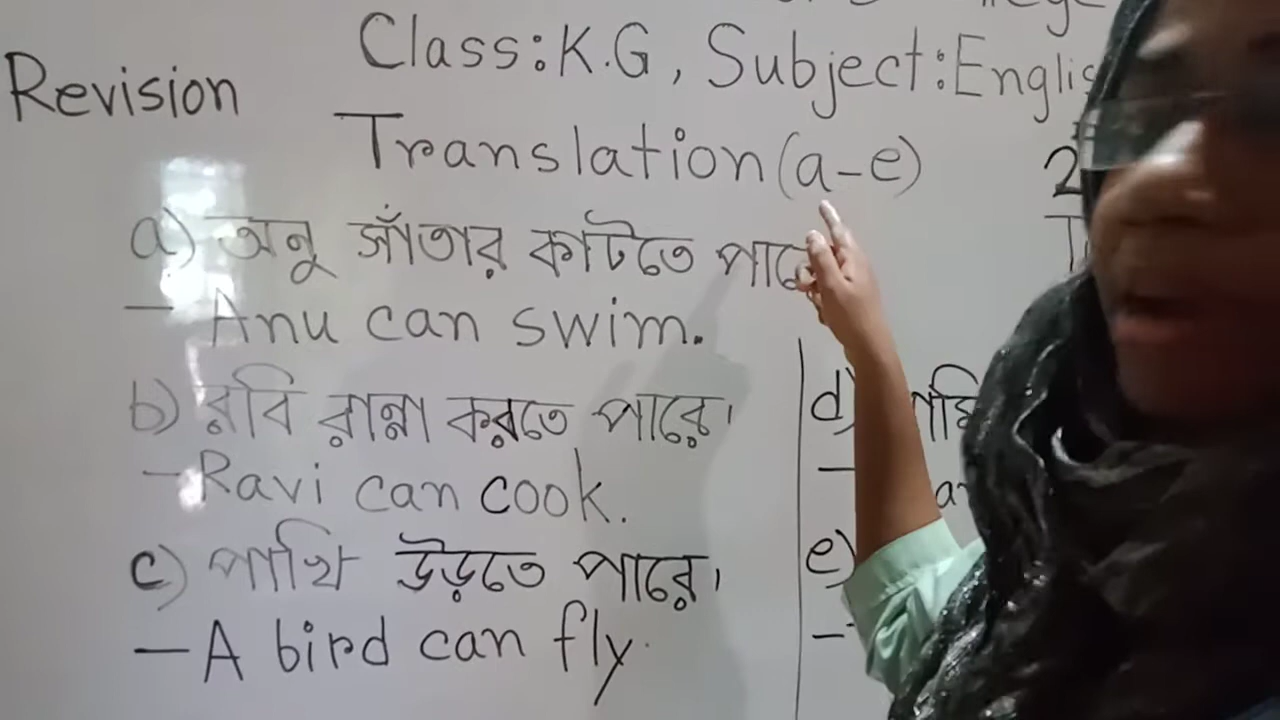 Class: K.G, Subject: Englis
Revision
Translation (a-e)
2
a) অনু সাঁতার কাটতে পারে
- Anu can swim.
b) রবি রান্না করতে পারে।
- Ravi can cook.
c) পাখি উড়তে পারে।
- A bird can fly.
d)
e)